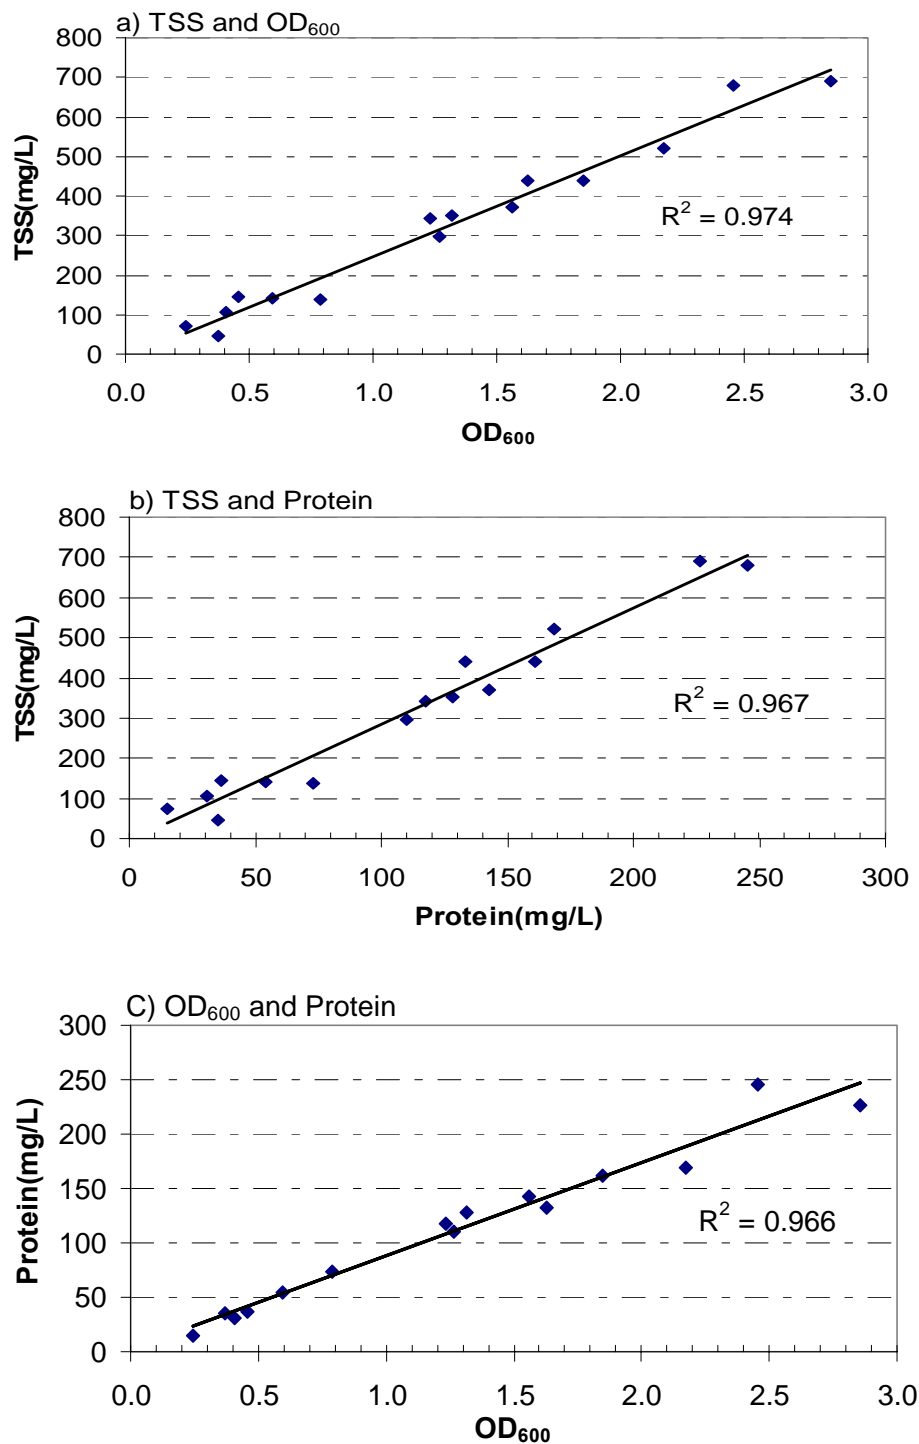 a) TSS and OD600
800
700
600
500
400
300
200
100
0
TSS(mg/L)
R2 = 0.974
0.0 0.5 1.0 1.5 2.0 2.5 3.0
OD600
b) TSS and Protein
800
700
600
500
400
300
200
100
0
TSS(mg/L)
R2 = 0.967
0 50 100 150 200 250 300
Protein(mg/L)
C) OD600 and Protein
300
250
200
150
100
50
0
Protein(mg/L)
R2 = 0.966
0.0 0.5 1.0 1.5 2.0 2.5 3.0
OD600